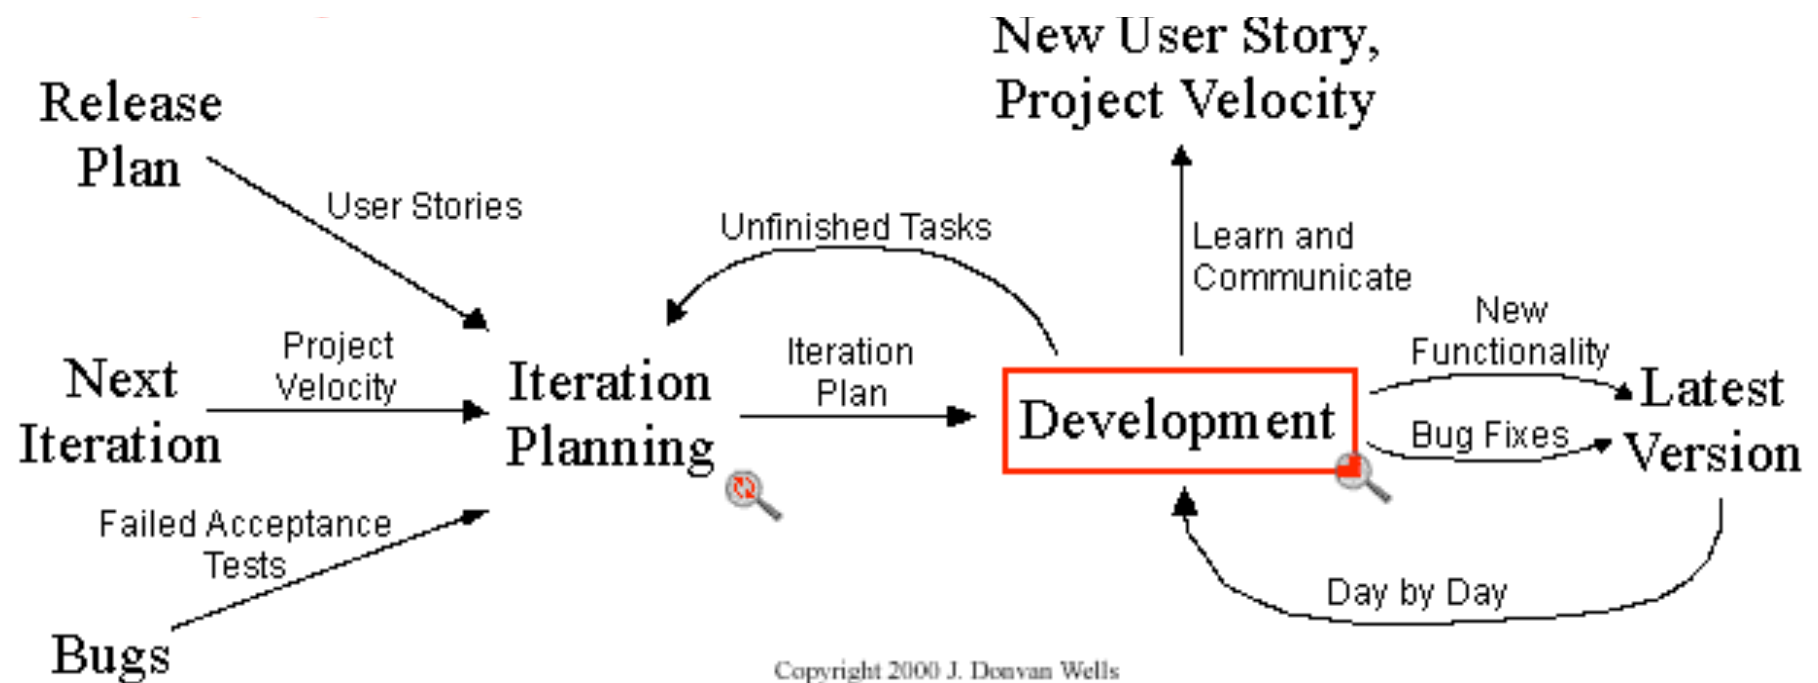 New User Story,
Project Velocity
Release
Plan
User Stories
Unfinished Tasks
Learn and
Communicate
New
Functionality
Project
Velocity
Next
Iteration
Iteration
Planning
Iteration
Plan
Development
Latest
Version
Bug Fixes
Failed Acceptance
Tests
Day by Day
Bugs
Copyright 2000 J. Donvan Wells